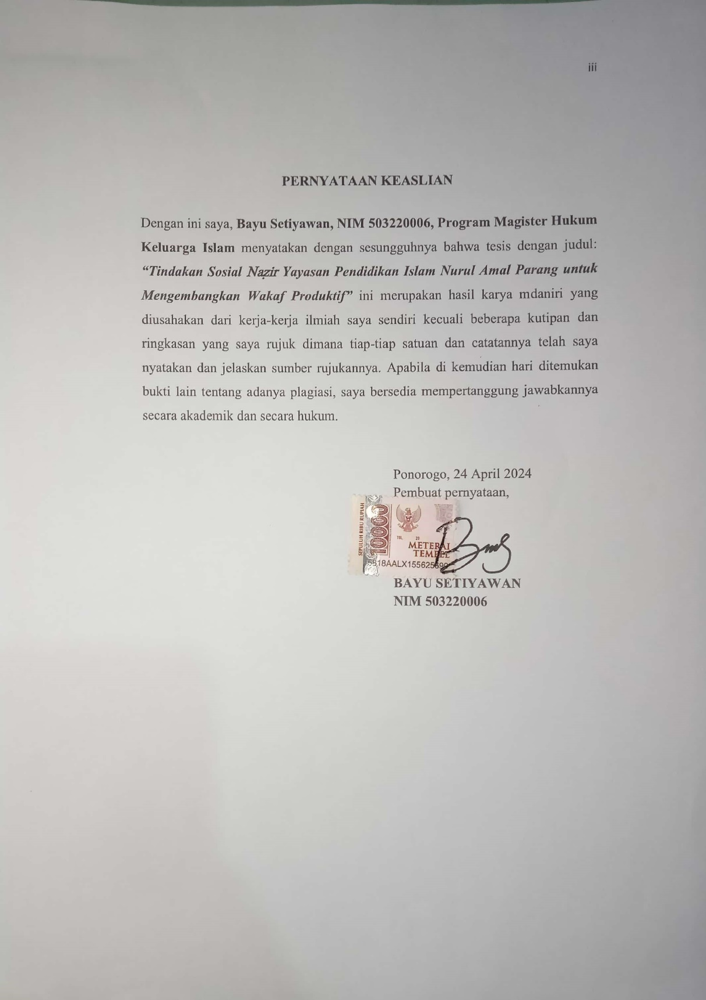 iii
PERNYATAAN KEASLIAN
Dengan ini saya, Bayu Setiyawan, NIM 503220006, Program Magister Hukum
Keluarga Islam menyatakan dengan sesungguhnya bahwa tesis dengan judul:
“Tindakan Sosial Naẓir Yayasan Pendidikan Islam Nurul Amal Parang untuk
Mengembangkan Wakaf Produktif” ini merupakan hasil karya mdaniri yang
diusahakan dari kerja-kerja ilmiah saya sendiri kecuali beberapa kutipan dan
ringkasan yang saya rujuk dimana tiap-tiap satuan dan catatannya telah saya
nyatakan dan jelaskan sumber rujukannya. Apabila di kemudian hari ditemukan
bukti lain tentang adanya plagiasi, saya bersedia mempertanggung jawabkannya
secara akademik dan secara hukum.
Ponorogo, 24 April 2024
Pembuat pernyataan,
SEPULUH RIBU RUPIAH
10000
TGL. 20
METERAI
TEMPEL
BAYU SETIYAWAN
NIM 503220006